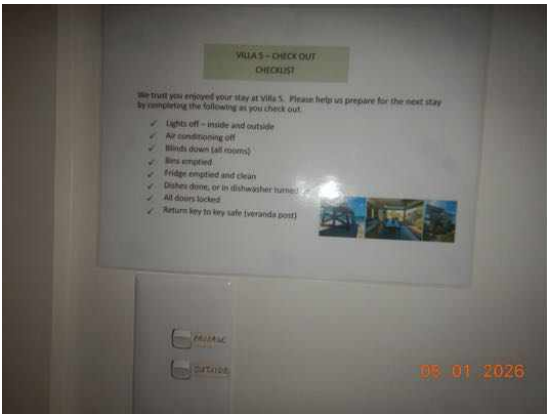 VILLA 5 – CHECK OUT
CHECKLIST
We trust you enjoyed your stay at Villa 5. Please help us prepare for the next stay
by completing the following as you check out.
✓ Lights off – inside and outside
✓ Air conditioning off
✓ Blinds down (all rooms)
✓ Bins emptied
✓ Fridge emptied and clean
✓ Dishes done, or in dishwasher turned
✓ All doors locked
✓ Return key to key safe (veranda post)
OUTSIDE
06 01 2026